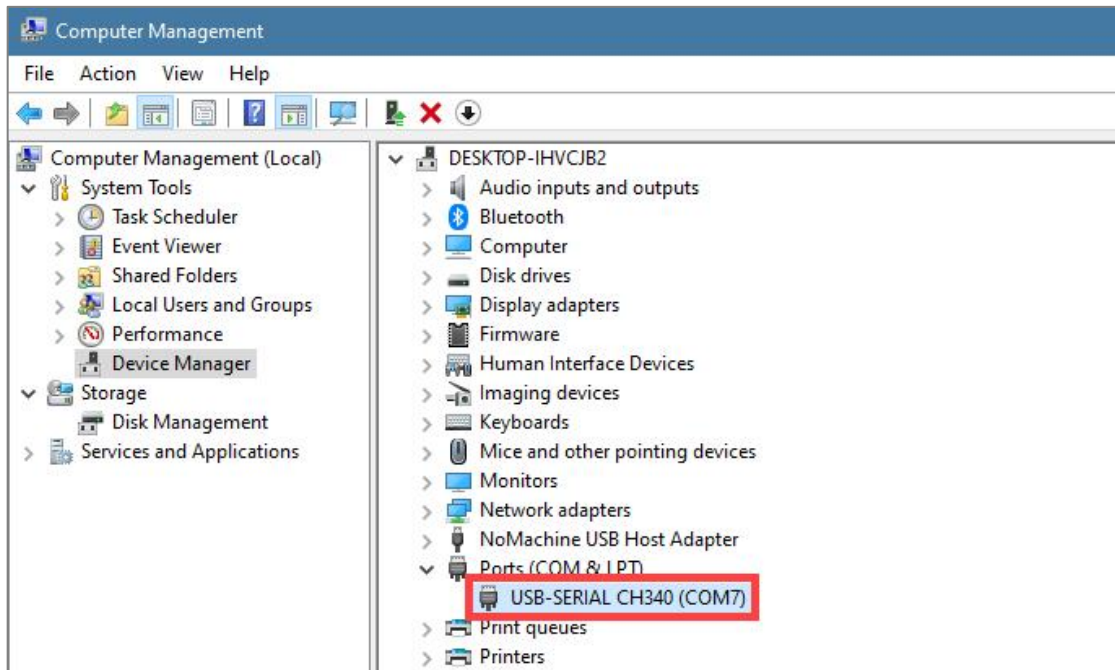 Computer Management
File Action View Help
Computer Management (Local)
System Tools
Task Scheduler
Event Viewer
Shared Folders
Local Users and Groups
Performance
Device Manager
Storage
Disk Management
Services and Applications
DESKTOP-IHVCJB2
Audio inputs and outputs
Bluetooth
Computer
Disk drives
Display adapters
Firmware
Human Interface Devices
Imaging devices
Keyboards
Mice and other pointing devices
Monitors
Network adapters
NoMachine USB Host Adapter
Ports (COM & LPT)
USB-SERIAL CH340 (COM7)
Print queues
Printers